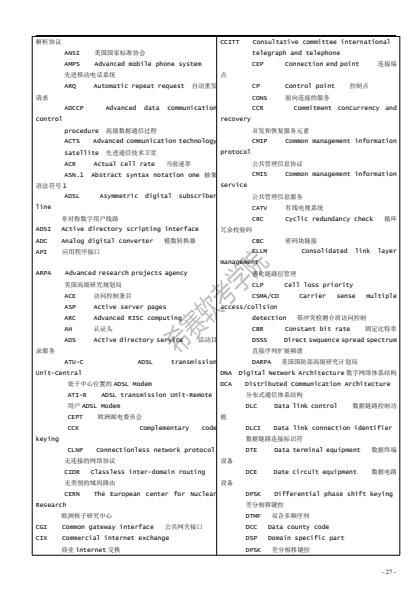 解析协议
ANSI 美国国家标准协会
AMPS Advanced mobile phone system
先进移动电话系统
ARQ Automatic repeat request 自动重发
请求
ADCCP Advanced data communication
control
procedure 高级数据通信过程
ACTS Advanced communication technology
satellite 先进通信技术卫星
ACR Actual cell rate 当前速率
ASN.1 Abstract syntax notation one 抽象
语法符号1
ADSL Asymmetric digital subscriber
line
非对称数字用户线路
ADSI Active directory scripting interface
ADC Analog digital converter 模数转换器
API 应用程序接口
ARPA Advanced research projects agency
美国高级研究规划局
ACE 访问控制条目
ASP Active server pages
ARC Advanced RISC computing
AH 认证头
ADS Active directory service 活动目
录服务
ATU-C ADSL transmission
Unit-Central
处于中心位置的 ADSL Modem
ATI-R ADSL transmission Unit-Remote
用户 ADSL Modem
CEPT 欧洲邮电委员会
CCK Complementary code
keying
CLNP Connectionless network protocol
无连接的网络协议
CIDR Classless inter-domain routing
无类别的域间路由
CERN The European center for Nuclear
Research
欧洲核子研究中心
CGI Common gateway interface 公共网关接口
CIX Commercial internet exchange
商业 internet 交换
CCITT Consultative committee international
telegraph and telephone
CEP Connection end point 连接端
点
CP Control point 控制点
CONS 面向连接的服务
CCR Commitment concurrency and
recovery
并发和恢复服务元素
CMIP Common management information
protocol
公共管理信息协议
CMIS Common management information
service
公共管理信息服务
CATV 有线电视系统
CRC Cyclic redundancy check 循环
冗余校验码
CBC 密码块链接
CLLM Consolidated link layer
management
强化链路层管理
CLP Cell loss priority
CSMA/CD Carrier sense multiple
access/collision
detection 带冲突检测介质访问控制
CBR Constant bit rate 固定比特率
DSSS Direct swquence spread spectrum
直接序列扩展频谱
DARPA 美国国防部高级研究计划局
DNA Digital Network Architecture 数字网络体系结构
DCA Distributed Communication Architecture
分布式通信体系结构
DLC Data link control 数据链路控制功
能
DLCI Data link connection identifier
数据链路连接标识符
DTE Data terminal equipment 数据终端
设备
DCE Date circuit equipment 数据电路
设备
DPSK Differential phase shift keying
差分相移键控
DTMF 双音多频序列
DCC Data county code
DSP Domain specific part
DPSK 差分相移键控
希赛软考学院
-27-